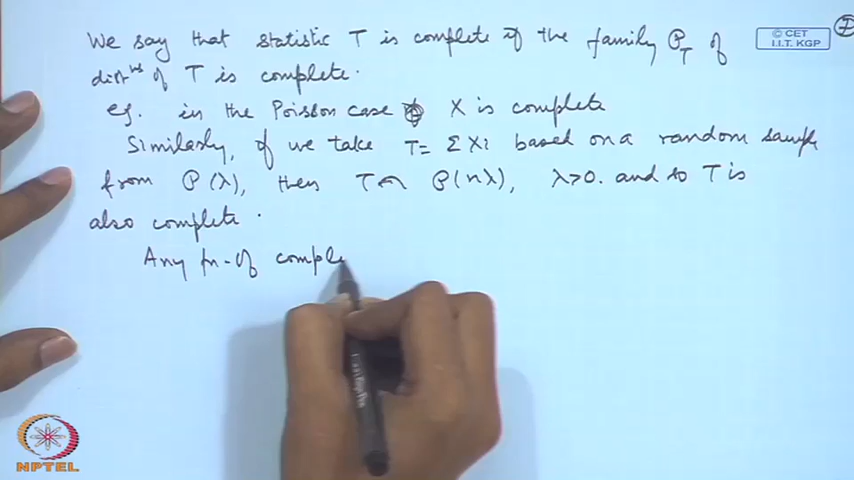 We say that statistic T is complete if the family 𝒫_T of
distⁿˢ of T is complete.
eg. in the Poisson case X is complete
Similarly, if we take T = Σ Xi based on a random sample
from 𝒫(λ), then T ~ 𝒫(nλ), λ>0. and so T is
also complete.
Any fn. of comple
© CET
I.I.T. KGP
NPTEL